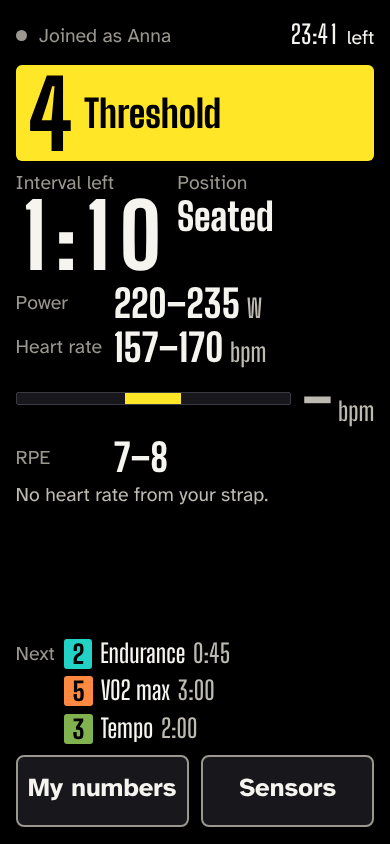 Joined as Anna 23:41 left
4 Threshold
Interval left Position
1:10 Seated
Power 220–235 W
Heart rate 157–170 bpm
— bpm
RPE 7–8
No heart rate from your strap.
Next 2 Endurance 0:45
5 VO2 max 3:00
3 Tempo 2:00
My numbers Sensors